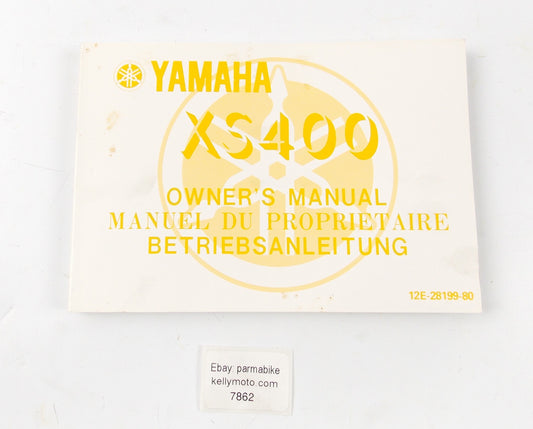 YAMAHA
XS400
OWNER'S MANUAL
MANUEL DU PROPRIETAIRE
BETRIEBSANLEITUNG
12E-28199-80
Ebay: parmabike
kellymoto.com
7862